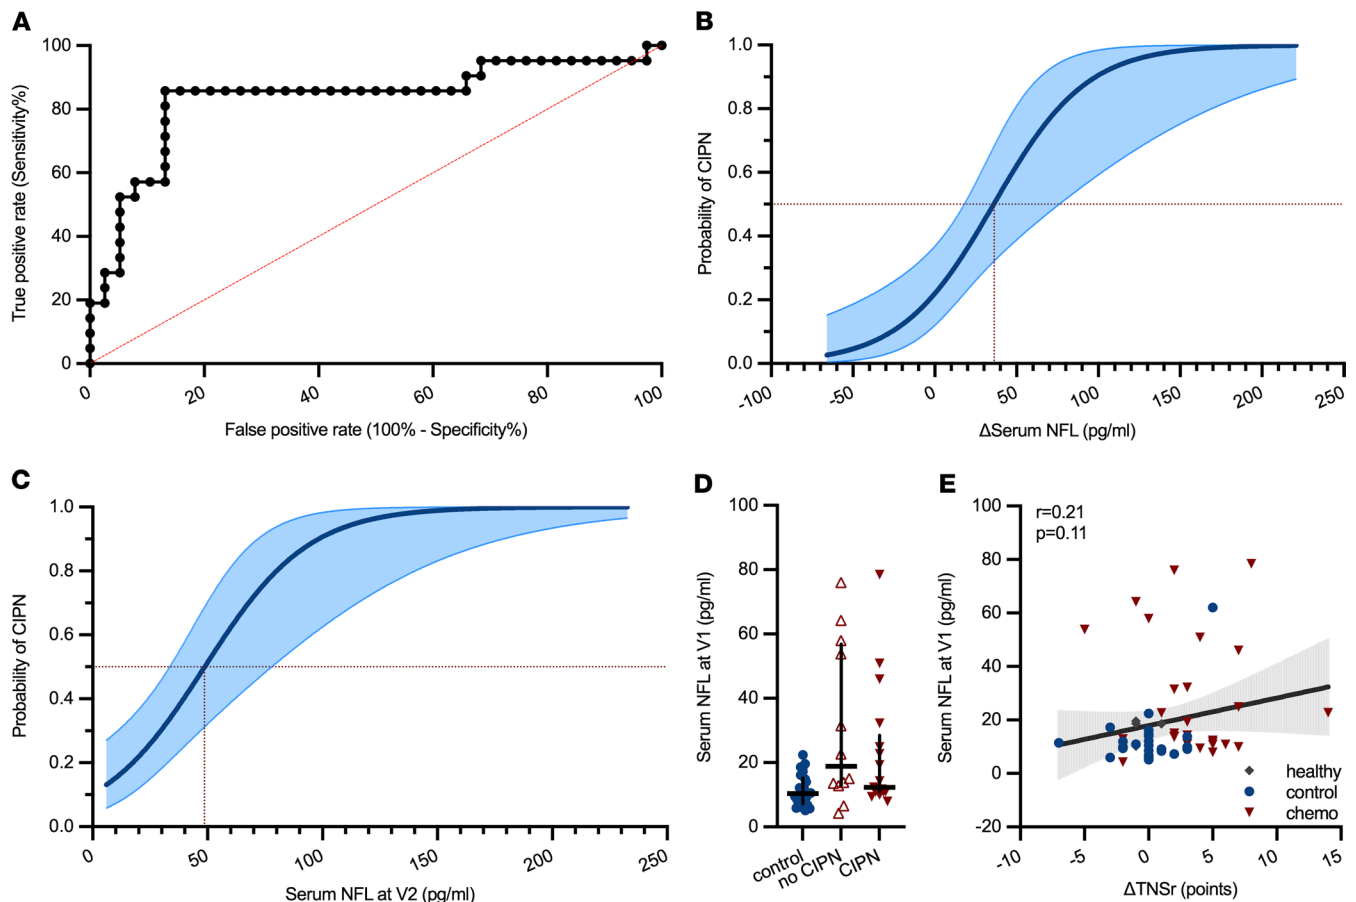 A
100
80
60
40
20
0
True positive rate (Sensitivity%)
0
20
40
60
80
100
False positive rate (100% - Specificity%)
B
1.0
0.8
0.6
0.4
0.2
0.0
Probability of CIPN
-100
-50
0
50
100
150
200
250
ΔSerum NFL (pg/ml)
C
1.0
0.8
0.6
0.4
0.2
0.0
Probability of CIPN
0
50
100
150
200
250
Serum NFL at V2 (pg/ml)
D
100
80
60
40
20
0
Serum NFL at V1 (pg/ml)
control
no CIPN
CIPN
E
100
80
60
40
20
0
-20
Serum NFL at V1 (pg/ml)
r=0.21
p=0.11
healthy
control
chemo
-10
-5
0
5
10
15
ΔTNSr (points)